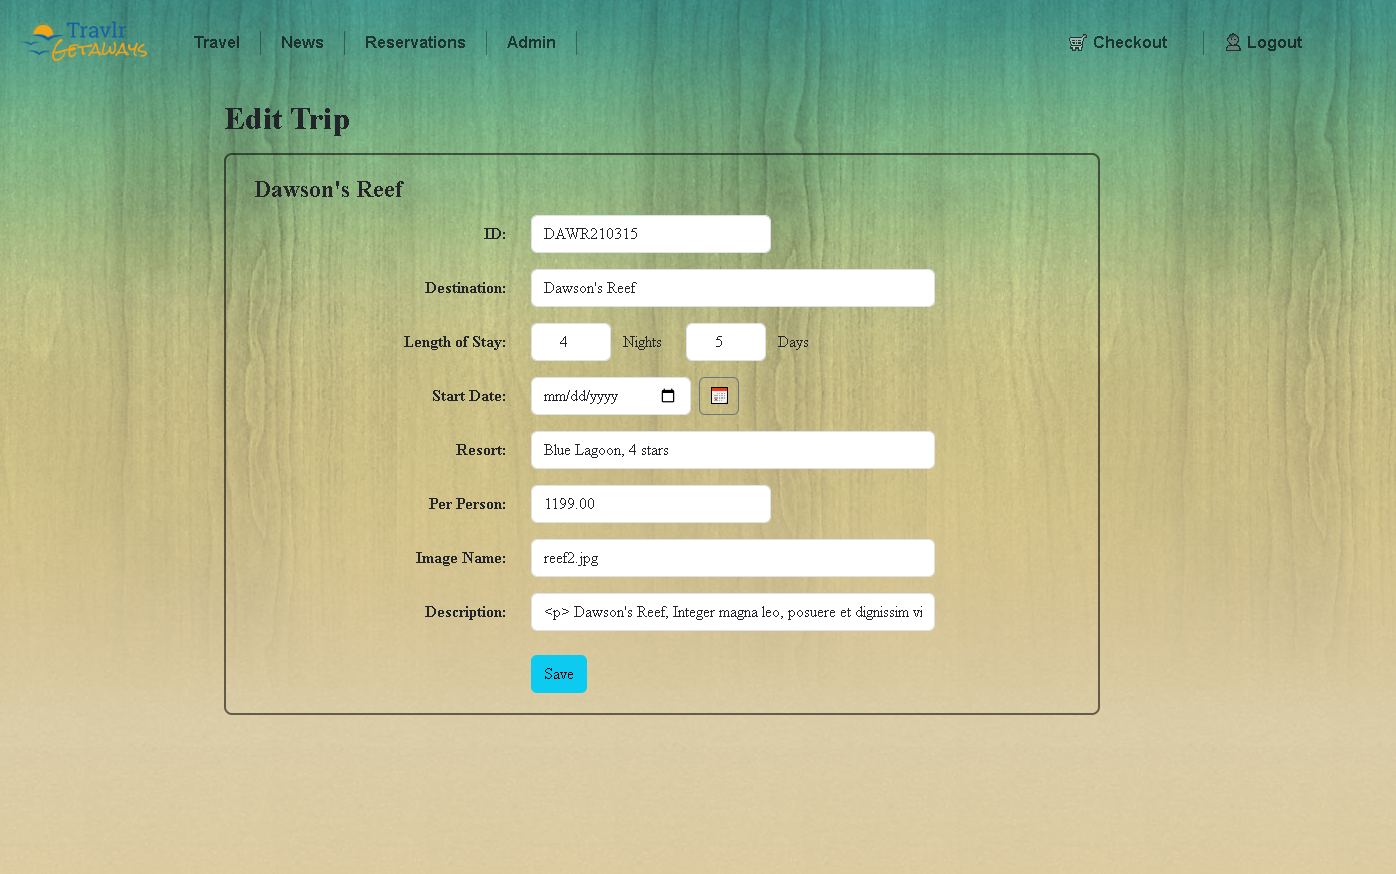 Travlr Getaways
Travel News Reservations Admin Checkout Logout
Edit Trip
Dawson's Reef
ID: DAWR210315
Destination: Dawson's Reef
Length of Stay: 4 Nights 5 Days
Start Date: mm/dd/yyyy
Resort: Blue Lagoon, 4 stars
Per Person: 1199.00
Image Name: reef2.jpg
Description: <p> Dawson's Reef, Integer magna leo, posuere et dignissim vi
Save